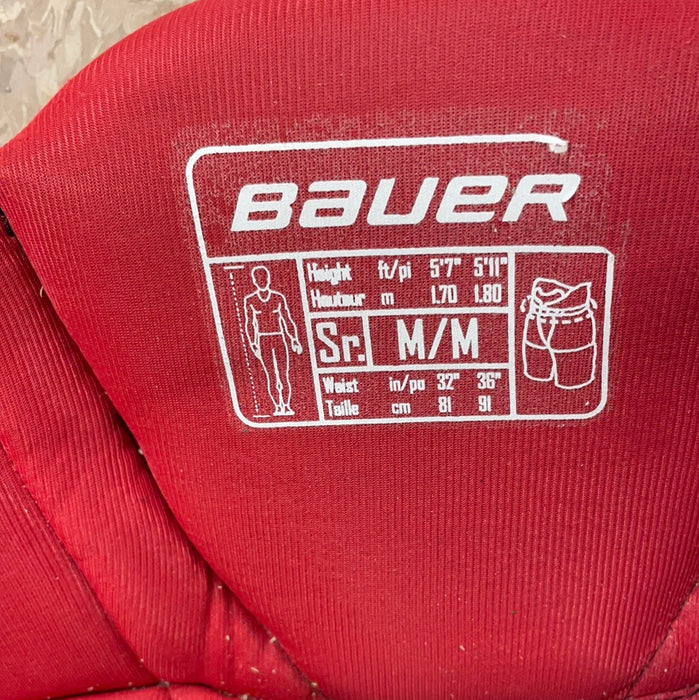 BAUER
Height ft/pi 5'7" 5'11"
Hauteur m 1.70 1.80
Sr. M/M
Waist in/po 32" 36"
Taille cm 81 91